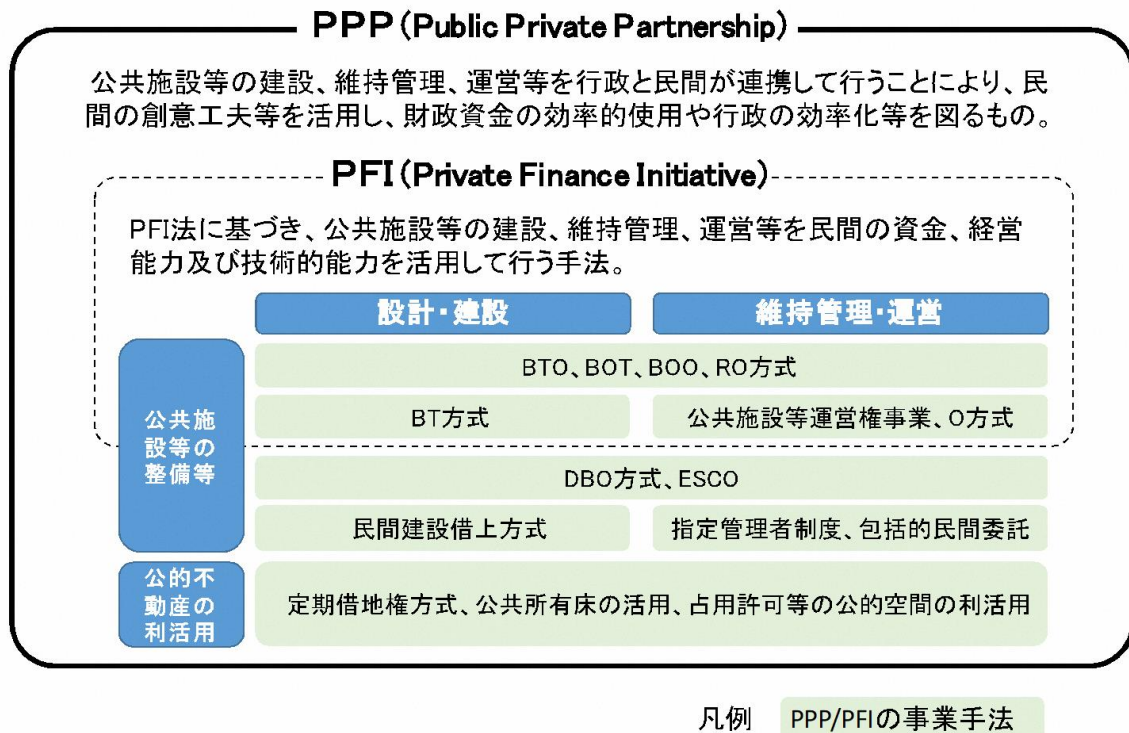 PPP(Public Private Partnership)
公共施設等の建設、維持管理、運営等を行政と民間が連携して行うことにより、民
間の創意工夫等を活用し、財政資金の効率的使用や行政の効率化等を図るもの。
PFI(Private Finance Initiative)
PFI法に基づき、公共施設等の建設、維持管理、運営等を民間の資金、経営
能力及び技術的能力を活用して行う手法。
設計・建設
維持管理・運営
公共施
設等の
整備等
BTO、BOT、BOO、RO方式
BT方式
公共施設等運営権事業、O方式
DBO方式、ESCO
民間建設借上方式
指定管理者制度、包括的民間委託
公的不
動産の
利活用
定期借地権方式、公共所有床の活用、占用許可等の公的空間の利活用
凡例
PPP/PFIの事業手法